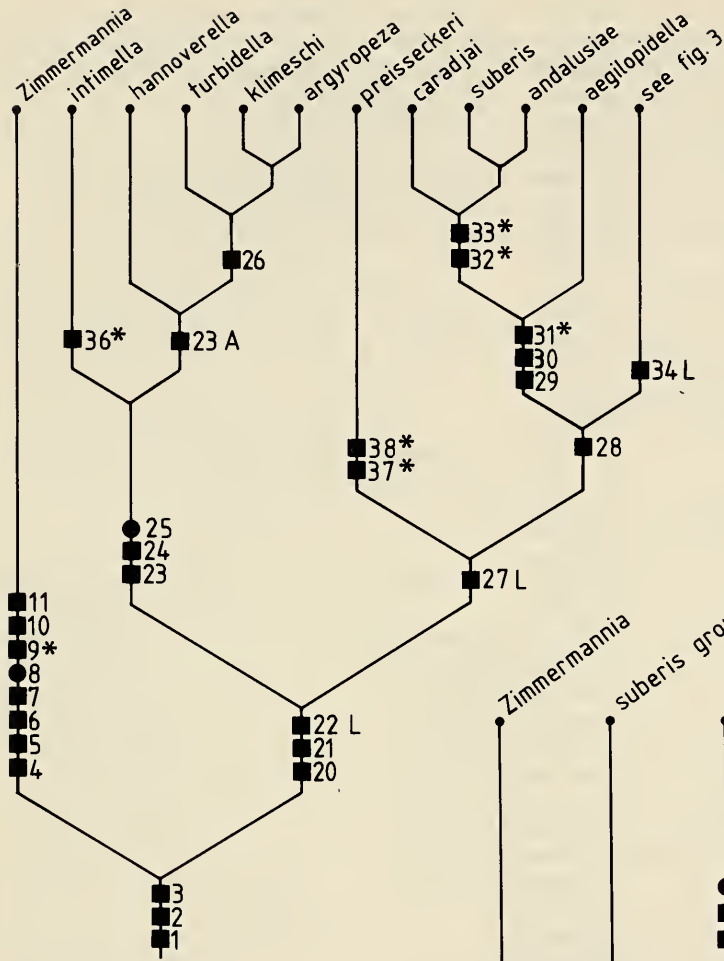 Zimmermannia
intimella
hannoverella
turbidella
klimeschi
argyropeza
preisseckeri
caradjai
suberis
andalusiae
aegilopidella
see fig. 3
33*
32*
26
36*
23 A
31*
30
29
34 L
38*
37*
28
25
24
23
27 L
11
10
9*
8
7
6
5
4
22 L
21
20
3
2
1
Zimmermannia
suberis gro